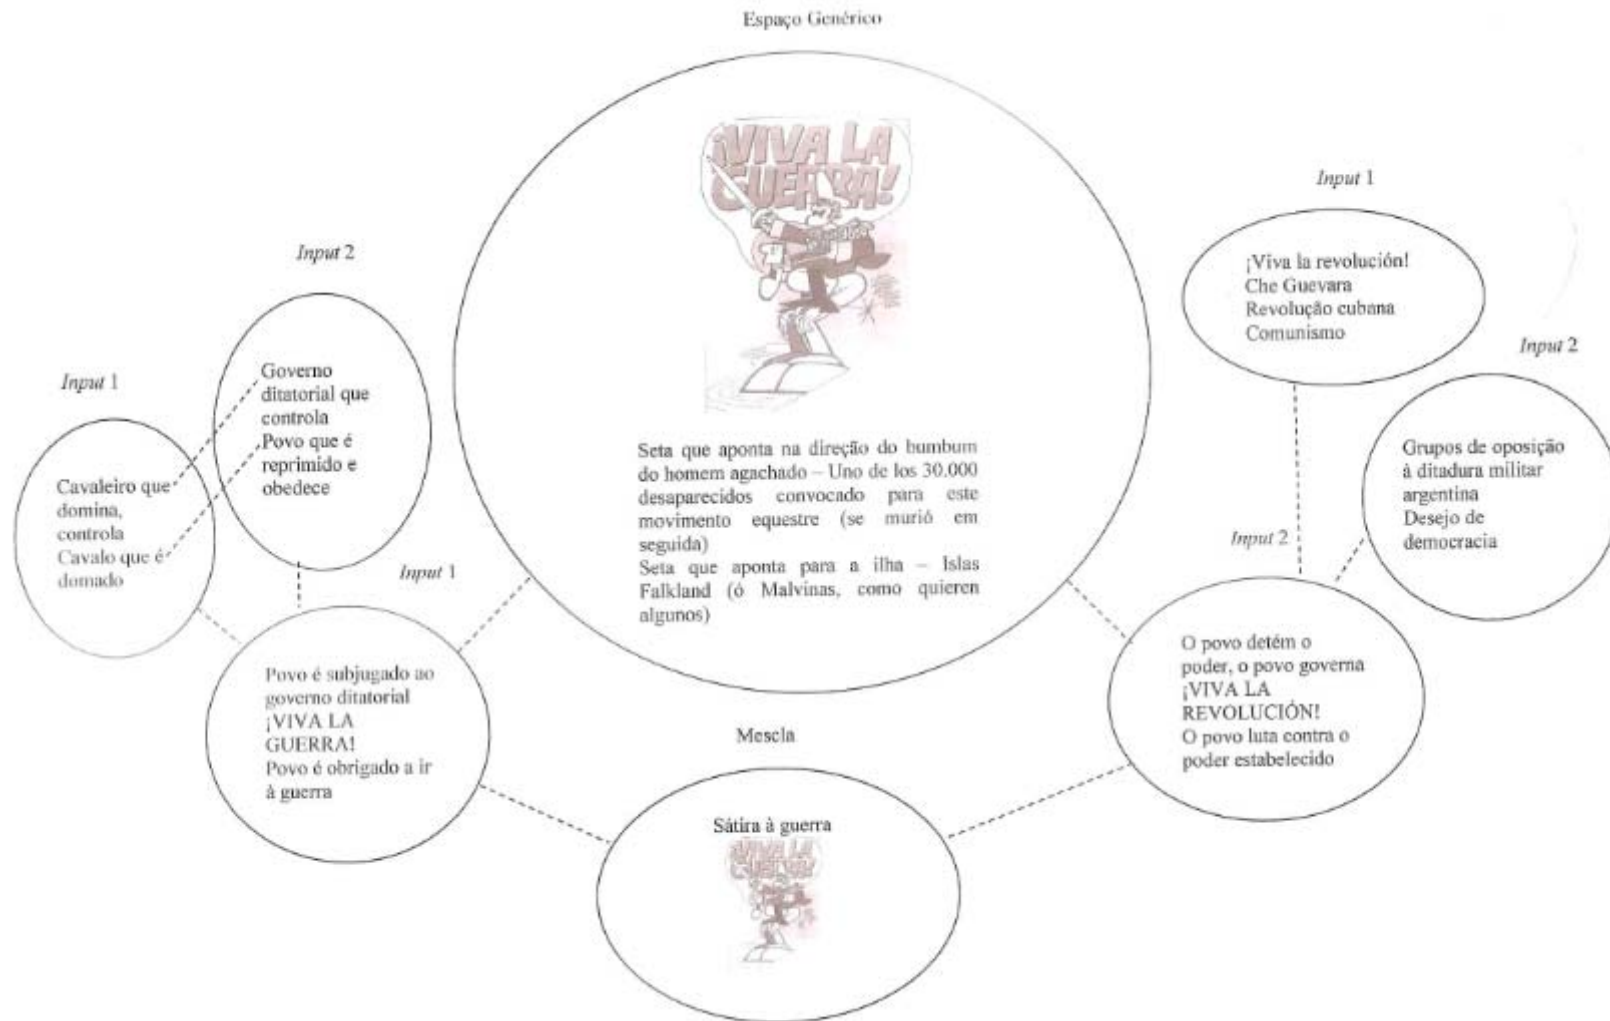 Espaço Genérico
¡VIVA LA
GUERRA!
Seta que aponta na direção do bumbum
do homem agachado – Uno de los 30.000
desaparecidos convocado para este
movimento equestre (se murió em
seguida)
Seta que aponta para a ilha – Islas
Falkland (ó Malvinas, como quieren
algunos)
Input 1
Cavaleiro que
domina,
controla
Cavalo que é
domado
Input 2
Governo
ditatorial que
controla
Povo que é
reprimido e
obedece
Input 1
Povo é subjugado ao
governo ditatorial
¡VIVA LA
GUERRA!
Povo é obrigado a ir
à guerra
Input 1
¡Viva la revolución!
Che Guevara
Revolução cubana
Comunismo
Input 2
Grupos de oposição
à ditadura militar
argentina
Desejo de
democracia
Input 2
O povo detém o
poder, o povo governa
¡VIVA LA
REVOLUCIÓN!
O povo luta contra o
poder estabelecido
Mescla
Sátira à guerra
¡VIVA LA
GUERRA!